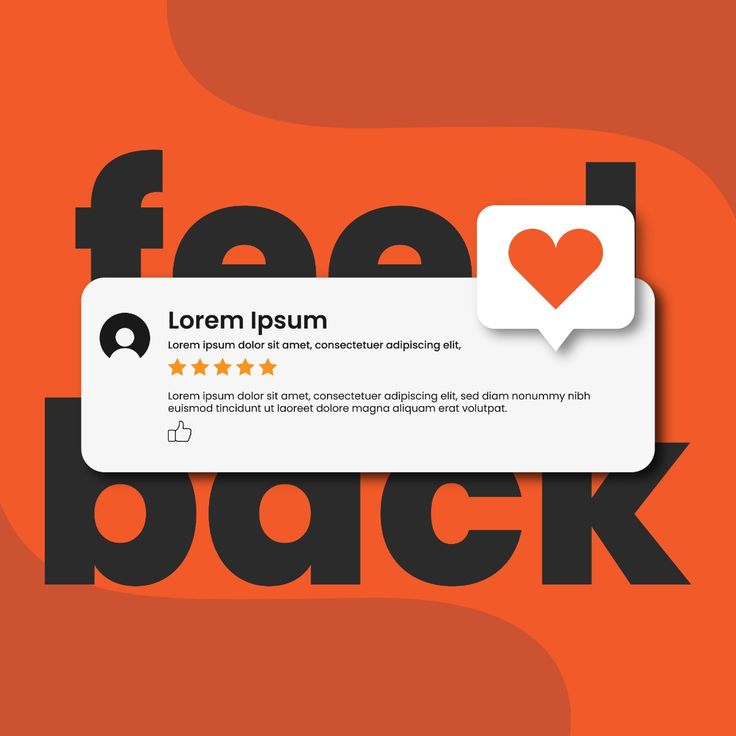 feed
Lorem Ipsum
Lorem ipsum dolor sit amet, consectetuer adipiscing elit,
Lorem ipsum dolor sit amet, consectetuer adipiscing elit, sed diam nonummy nibh
euismod tincidunt ut laoreet dolore magna aliquam erat volutpat.
back